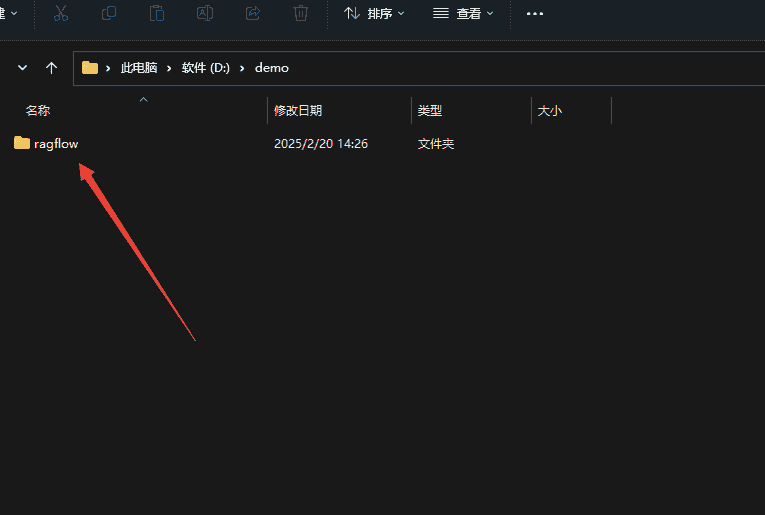 建 排序 查看
此电脑 › 软件 (D:) › demo
名称 修改日期 类型 大小
ragflow 2025/2/20 14:26 文件夹